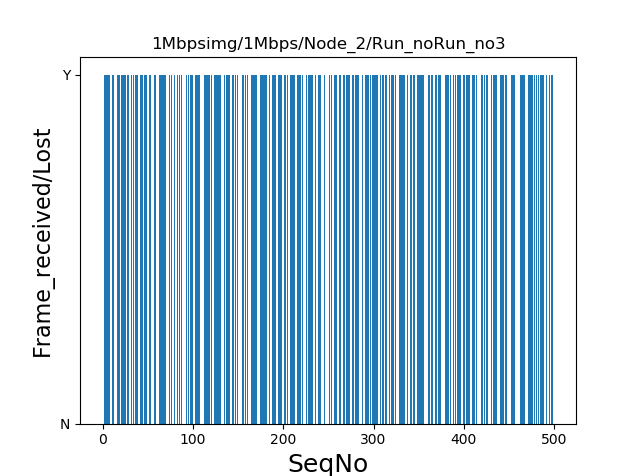 1Mbpsimg/1Mbps/Node_2/Run_noRun_no3
Y
Frame_received/Lost
N
0 100 200 300 400 500
SeqNo